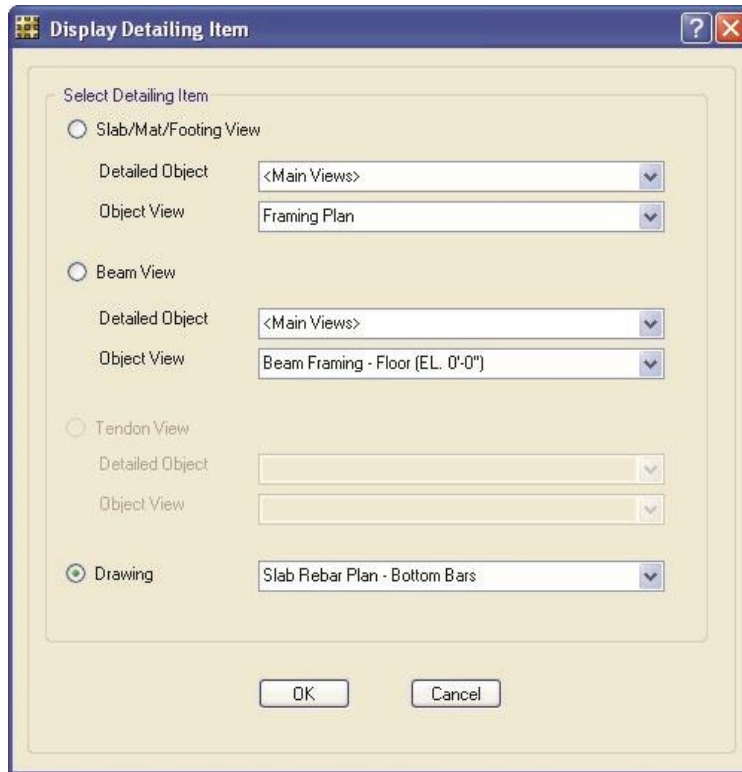 Display Detailing Item
Select Detailing Item
Slab/Mat/Footing View
Detailed Object <Main Views>
Object View Framing Plan
Beam View
Detailed Object <Main Views>
Object View Beam Framing - Floor (EL. 0'-0")
Tendon View
Detailed Object
Object View
Drawing Slab Rebar Plan - Bottom Bars
OK Cancel